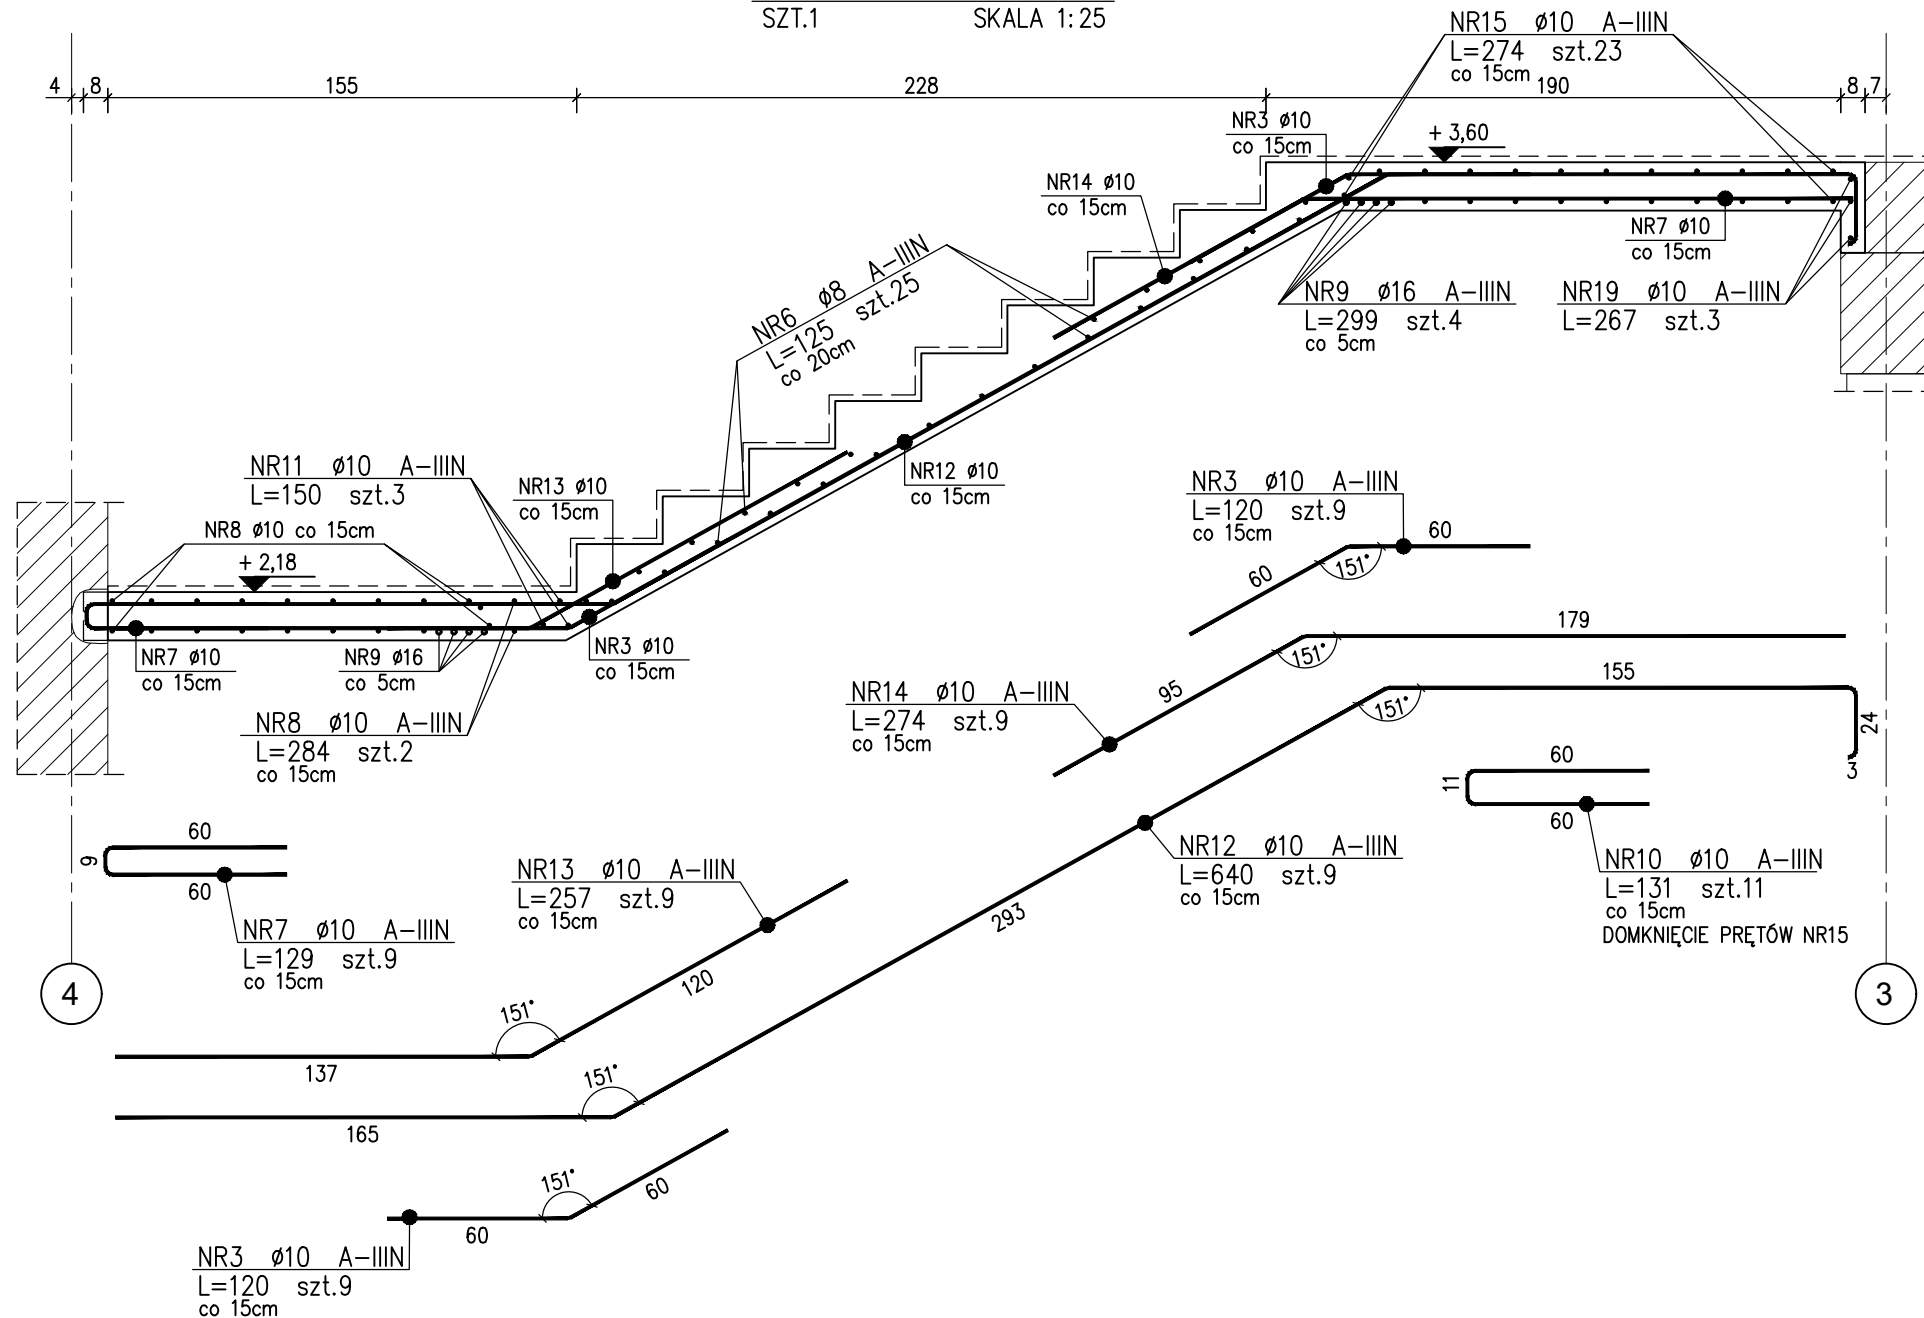 SZT.1 SKALA 1:25
4 8 155 228 190 8 7
NR15 ø10 A-IIIN
L=274 szt.23
co 15cm
NR3 ø10
co 15cm
+ 3,60
NR14 ø10
co 15cm
NR7 ø10
co 15cm
NR6 ø8 A-IIIN
L=125 szt.25
co 20cm
NR9 ø16 A-IIIN
L=299 szt.4
co 5cm
NR19 ø10 A-IIIN
L=267 szt.3
NR11 ø10 A-IIIN
L=150 szt.3
NR8 ø10 co 15cm
+ 2,18
NR13 ø10
co 15cm
NR12 ø10
co 15cm
NR3 ø10 A-IIIN
L=120 szt.9
co 15cm
60
151°
60
NR7 ø10
co 15cm
NR9 ø16
co 5cm
NR3 ø10
co 15cm
NR8 ø10 A-IIIN
L=284 szt.2
co 15cm
179
151°
95
NR14 ø10 A-IIIN
L=274 szt.9
co 15cm
155
151°
24
3
60
11
60
NR10 ø10 A-IIIN
L=131 szt.11
co 15cm
DOMKNIĘCIE PRĘTÓW NR15
60
9
60
NR7 ø10 A-IIIN
L=129 szt.9
co 15cm
NR13 ø10 A-IIIN
L=257 szt.9
co 15cm
NR12 ø10 A-IIIN
L=640 szt.9
co 15cm
293
120
151°
137
151°
165
151°
60
60
NR3 ø10 A-IIIN
L=120 szt.9
co 15cm
4
3